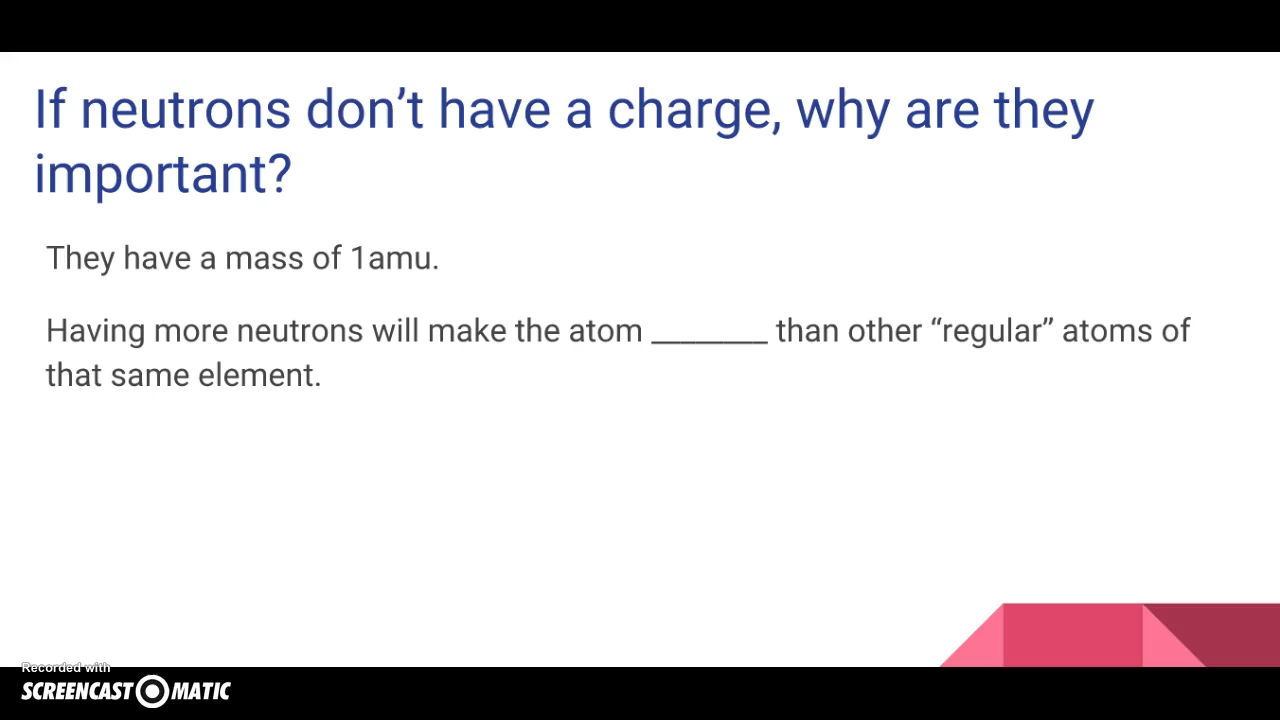 If neutrons don’t have a charge, why are they
important?
They have a mass of 1amu.
Having more neutrons will make the atom ________ than other “regular” atoms of
that same element.
Recorded with
SCREENCAST MATIC